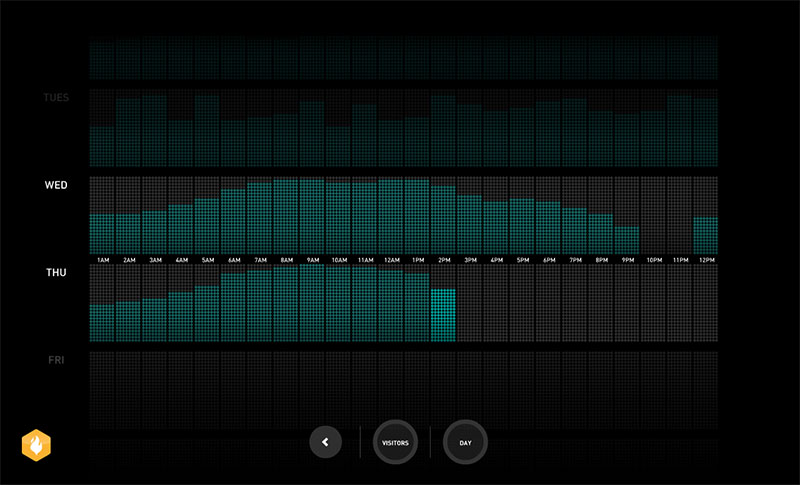 TUES
WED
1AM 2AM 3AM 4AM 5AM 6AM 7AM 8AM 9AM 10AM 11AM 12AM 1PM 2PM 3PM 4PM 5PM 6PM 7PM 8PM 9PM 10PM 11PM 12PM
THU
FRI
VISITORS DAY